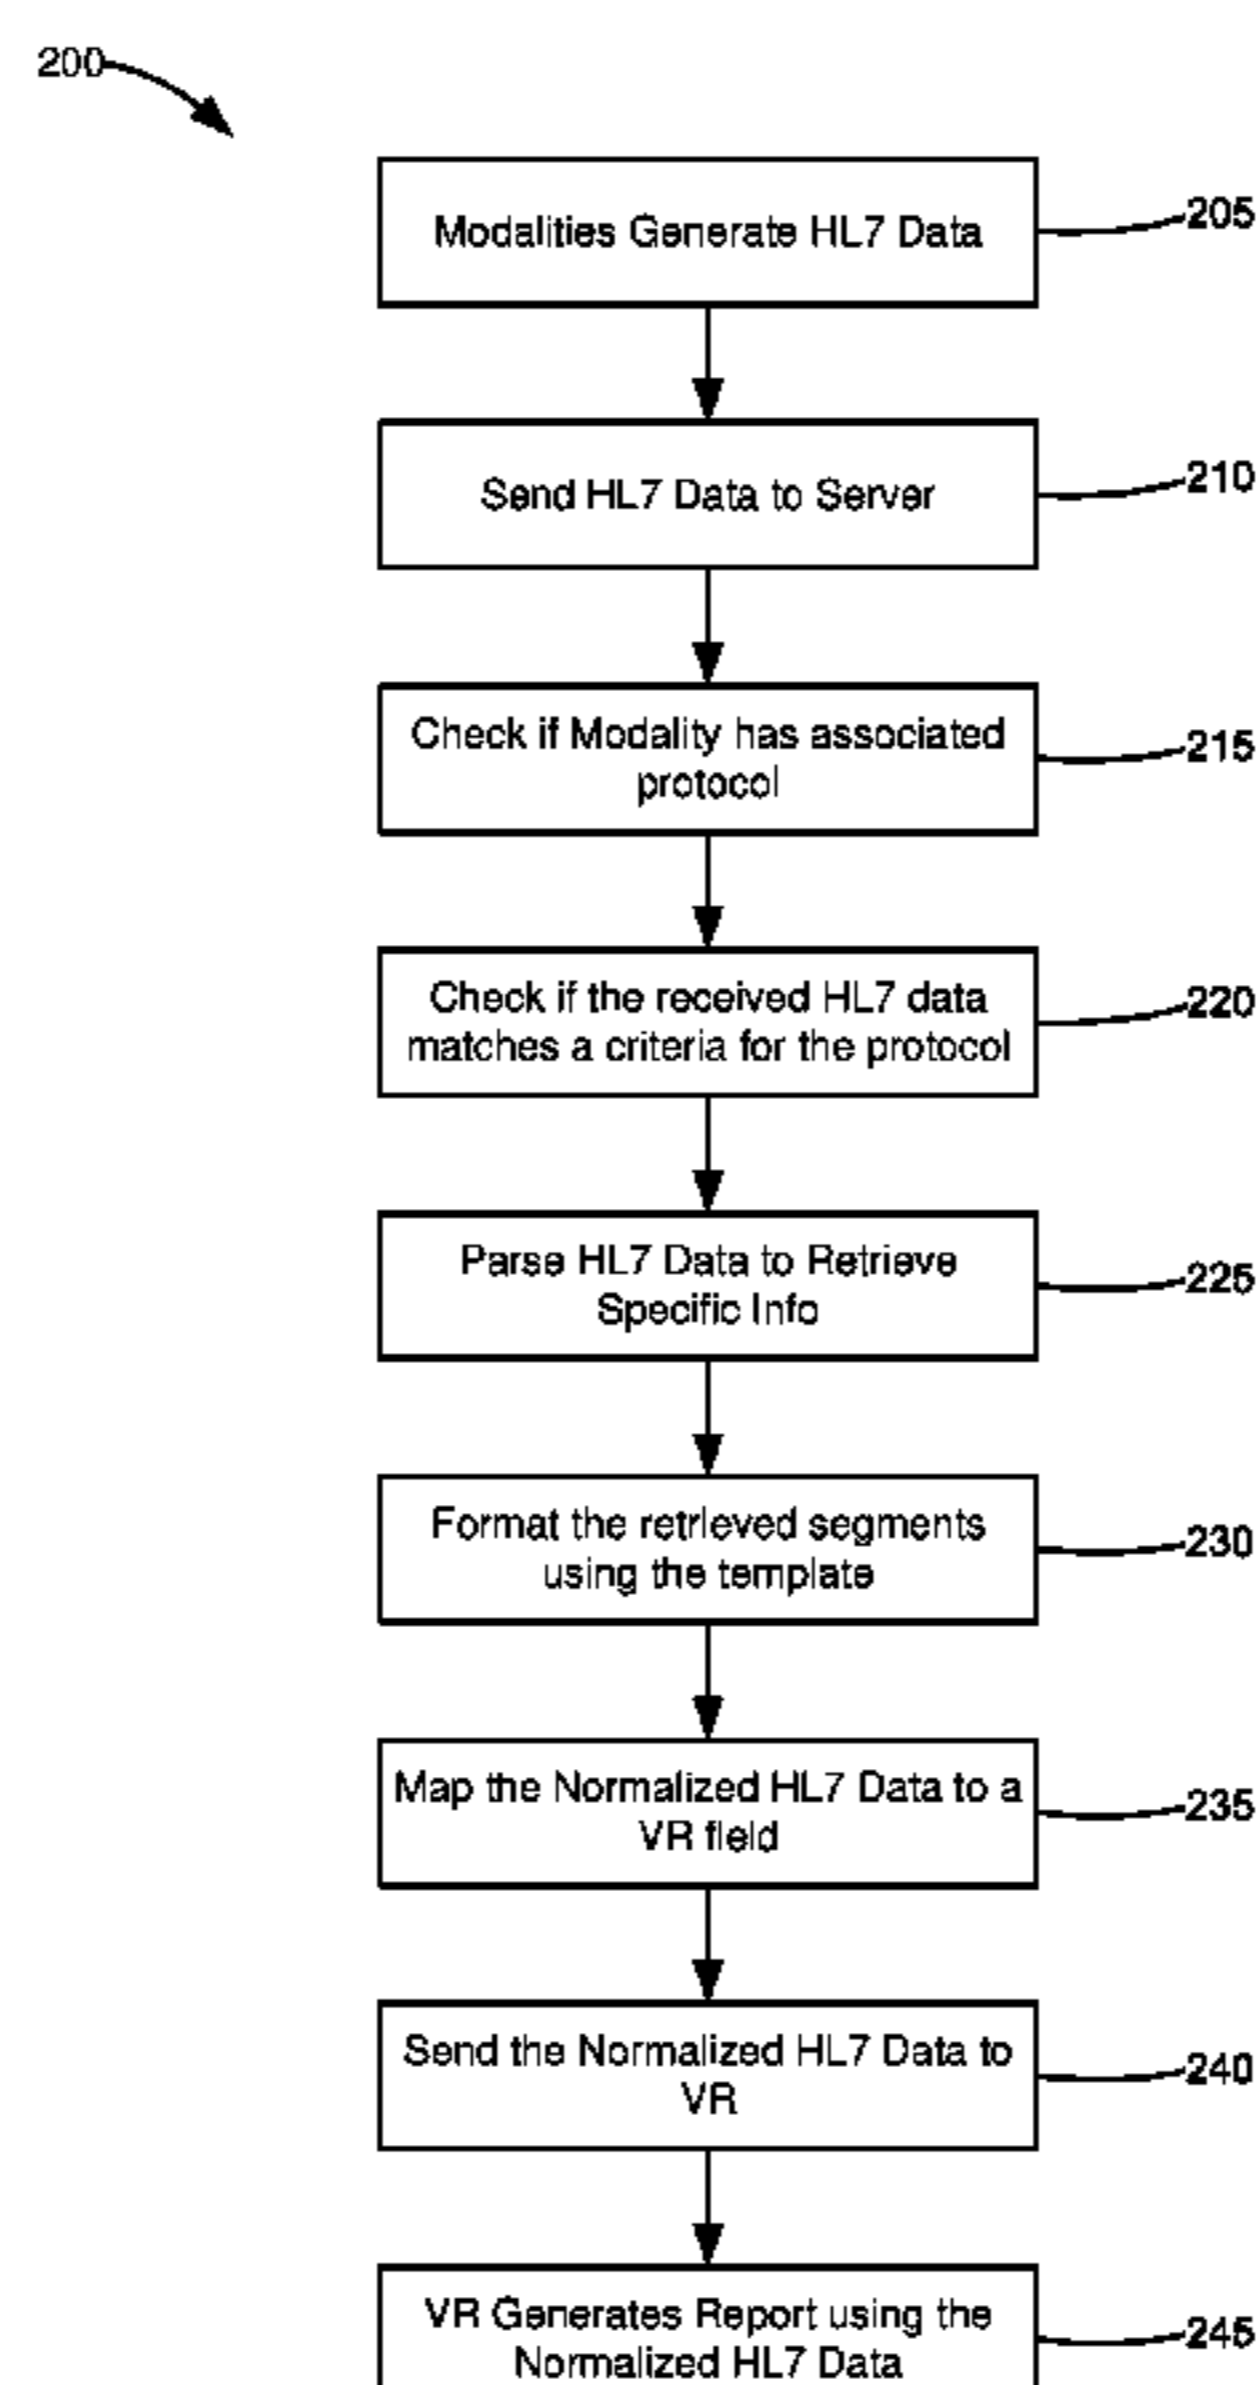 200
Modalities Generate HL7 Data
205
Send HL7 Data to Server
210
Check if Modality has associated
protocol
215
Check if the received HL7 data
matches a criteria for the protocol
220
Parse HL7 Data to Retrieve
Specific Info
225
Format the retrieved segments
using the template
230
Map the Normalized HL7 Data to a
VR field
235
Send the Normalized HL7 Data to
VR
240
VR Generates Report using the
Normalized HL7 Data
245